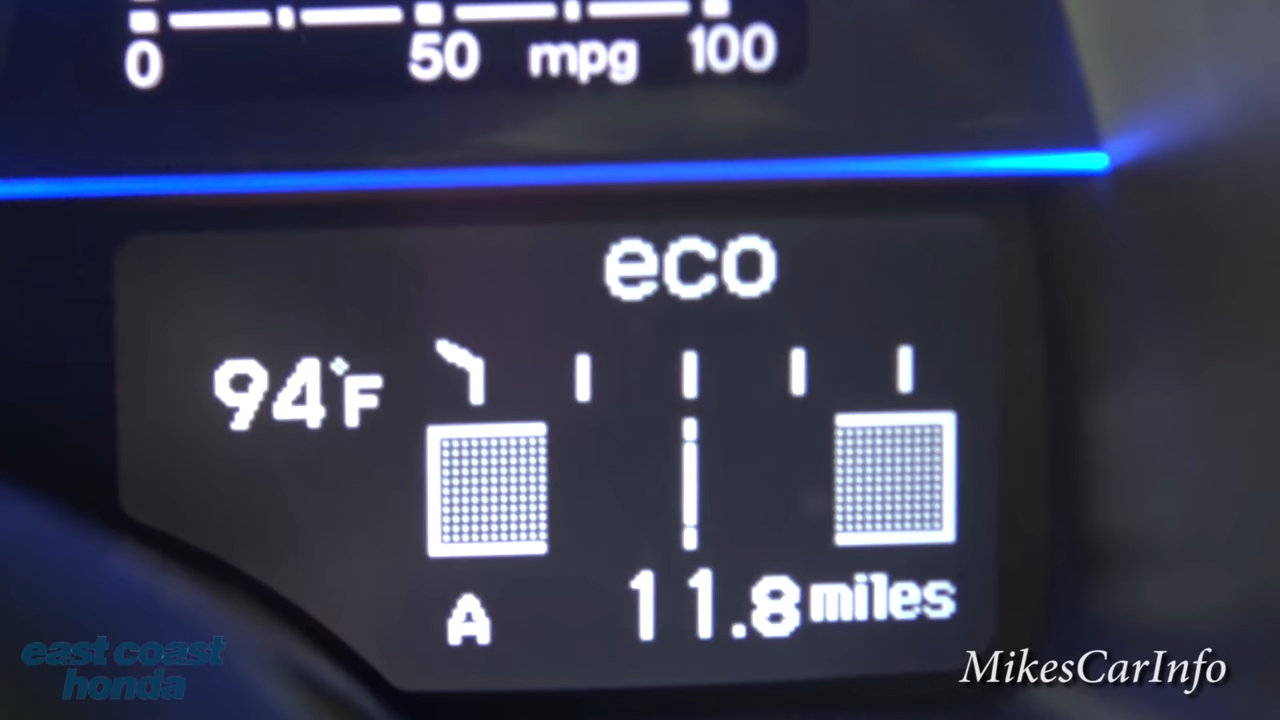 0 50 mpg 100
eco
94°F
A 11.8 miles
east coast
honda
MikesCarInfo